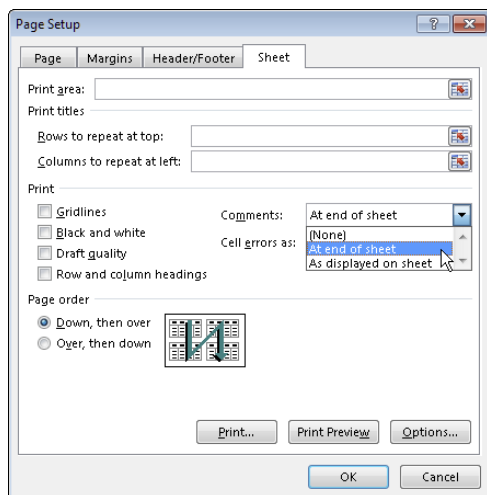 Page Setup
Page Margins Header/Footer Sheet
Print area:
Print titles
Rows to repeat at top:
Columns to repeat at left:
Print
Gridlines
Comments: At end of sheet
(None)
Black and white
Cell errors as: At end of sheet
Draft quality
As displayed on sheet
Row and column headings
Page order
Down, then over
Over, then down
Print... Print Preview Options...
OK Cancel